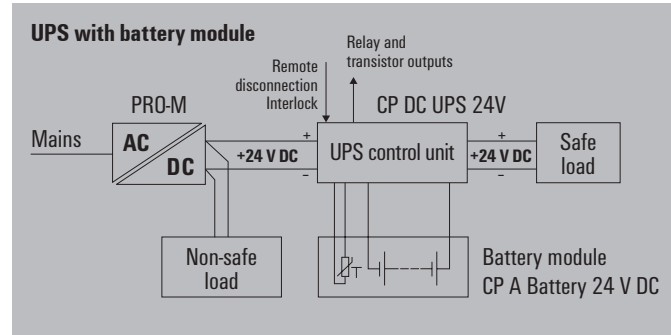 UPS with battery module
Relay and
transistor outputs
Remote
disconnection
Interlock
PRO-M
CP DC UPS 24V
Mains
AC
DC
+
+24 V DC
–
UPS control unit
+
+24 V DC
–
Safe
load
Non-safe
load
T
Battery module
CP A Battery 24 V DC